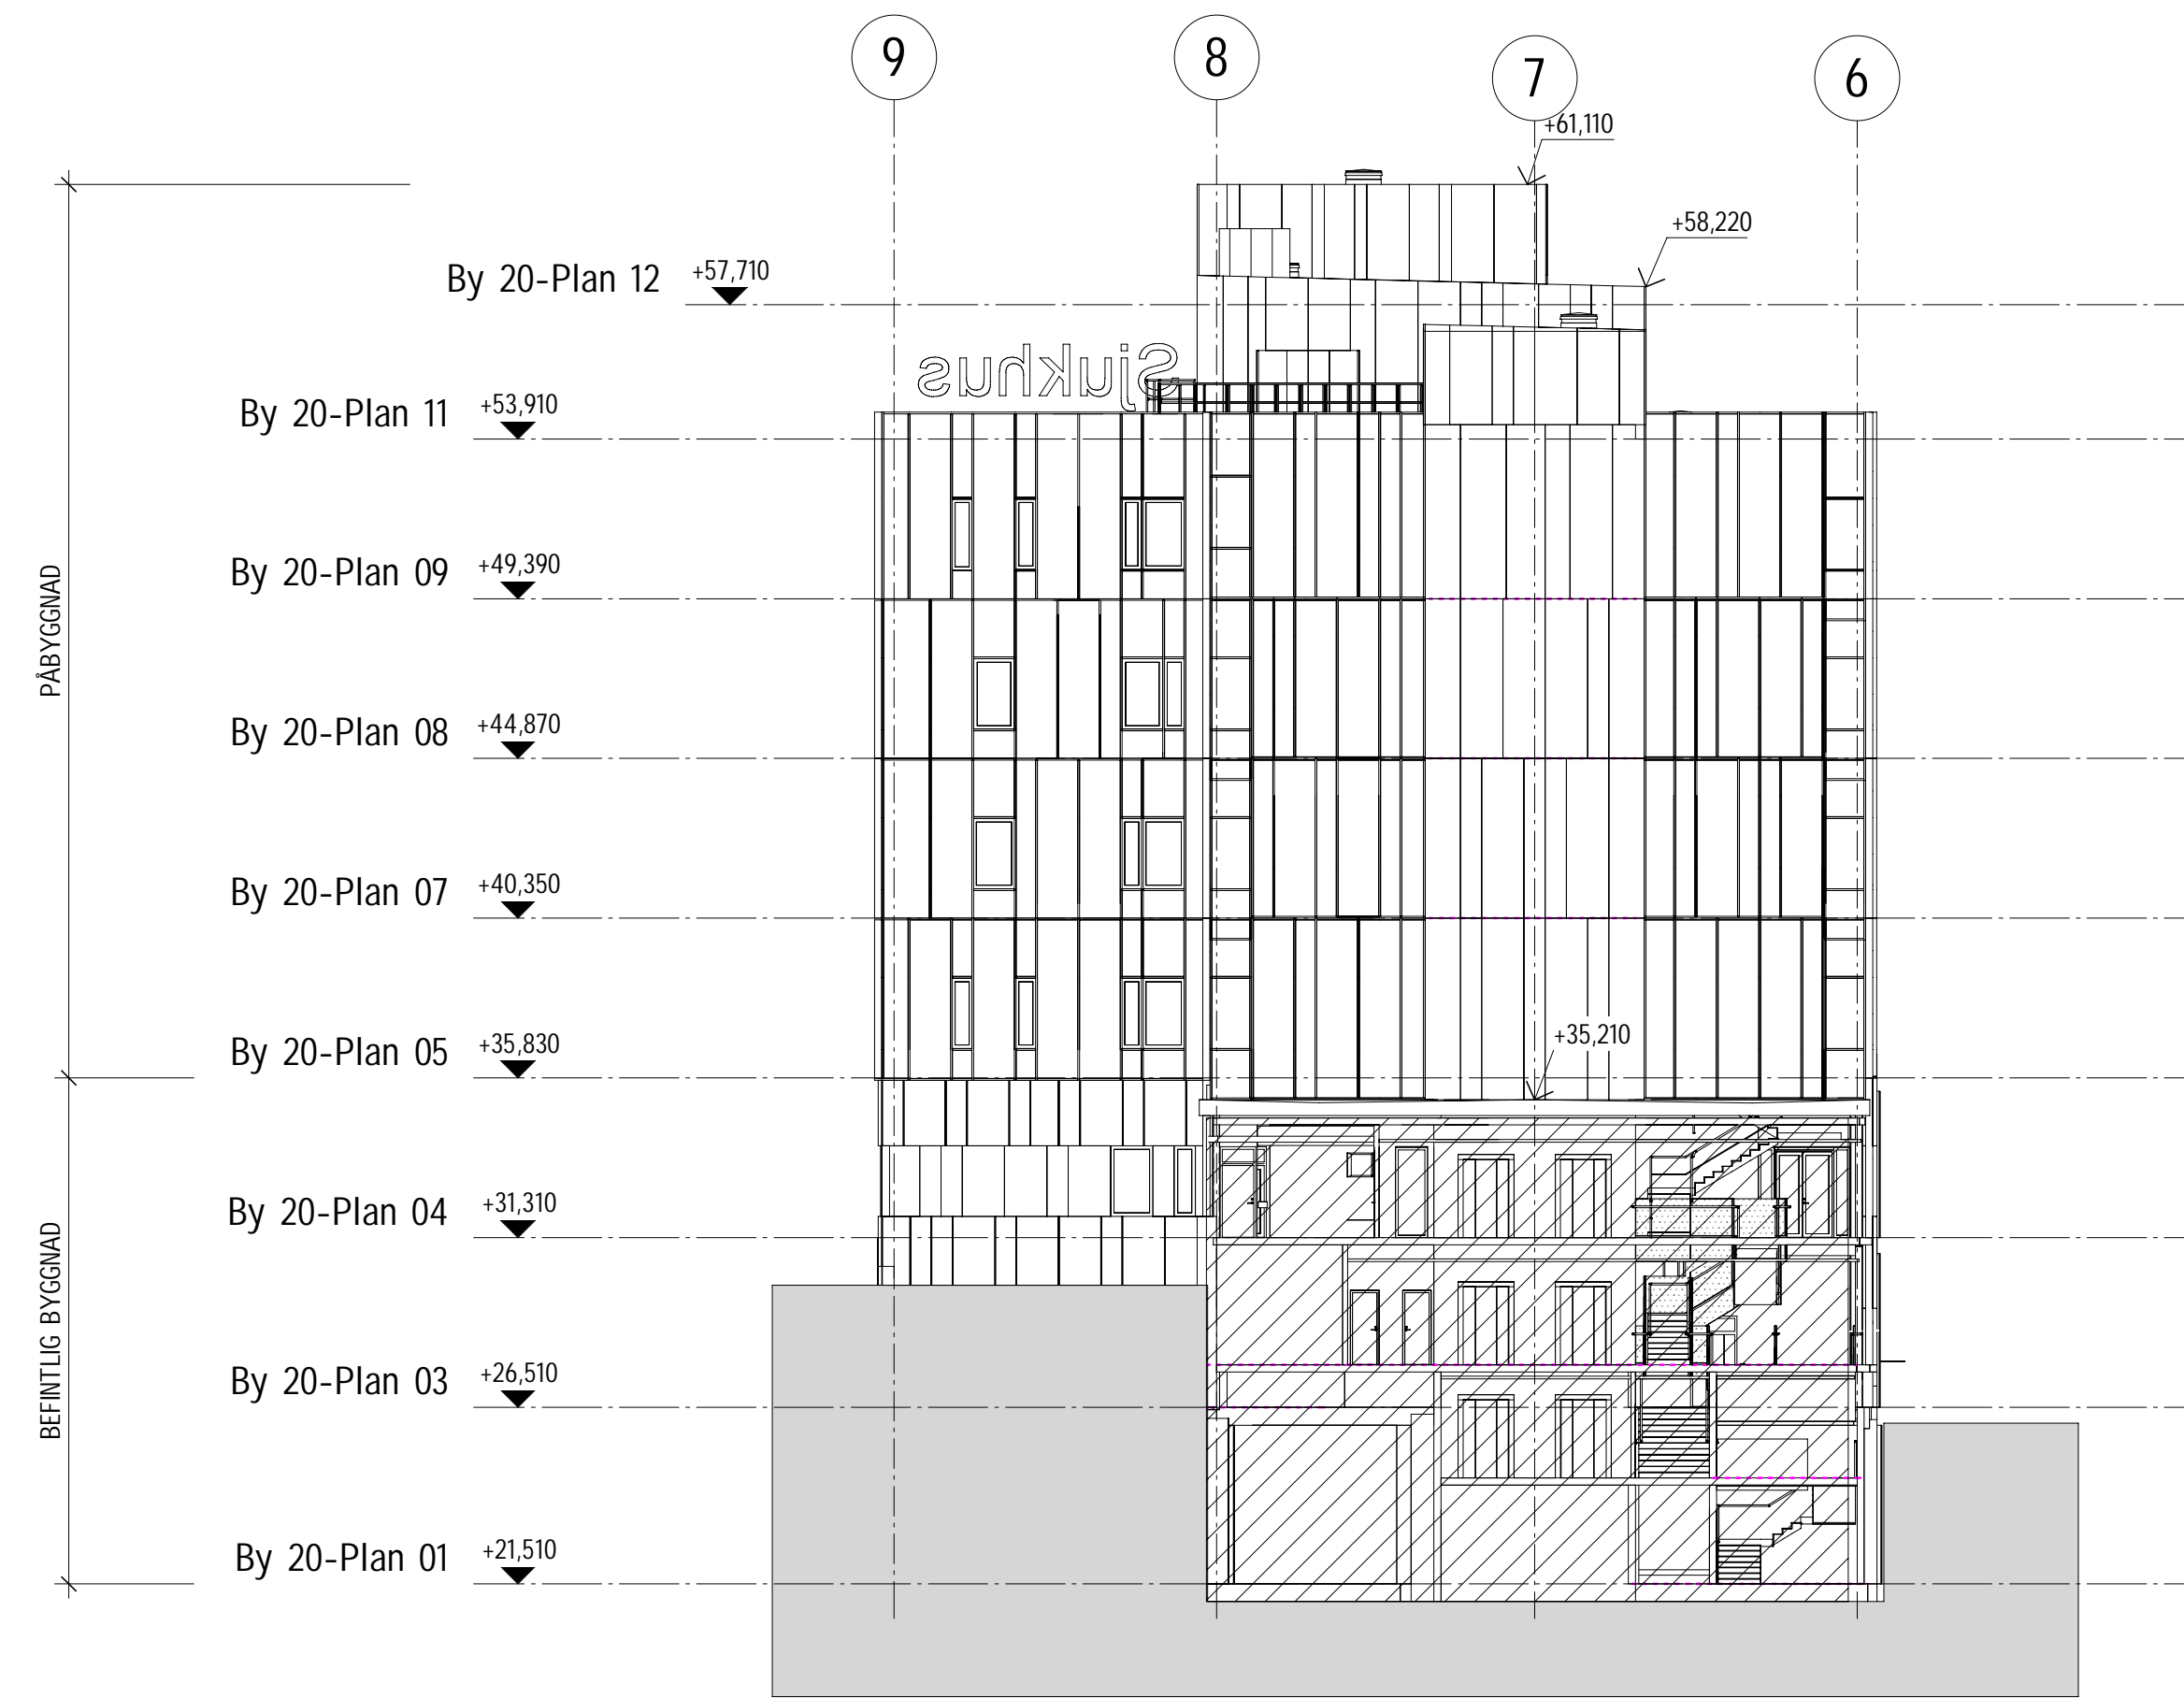 9 8 7 6
+61,110
+58,220
By 20-Plan 12 +57,710
Sjukhus
By 20-Plan 11 +53,910
By 20-Plan 09 +49,390
PÅBYGGNAD
By 20-Plan 08 +44,870
By 20-Plan 07 +40,350
By 20-Plan 05 +35,830
+35,210
By 20-Plan 04 +31,310
BEFINTLIG BYGGNAD
By 20-Plan 03 +26,510
By 20-Plan 01 +21,510